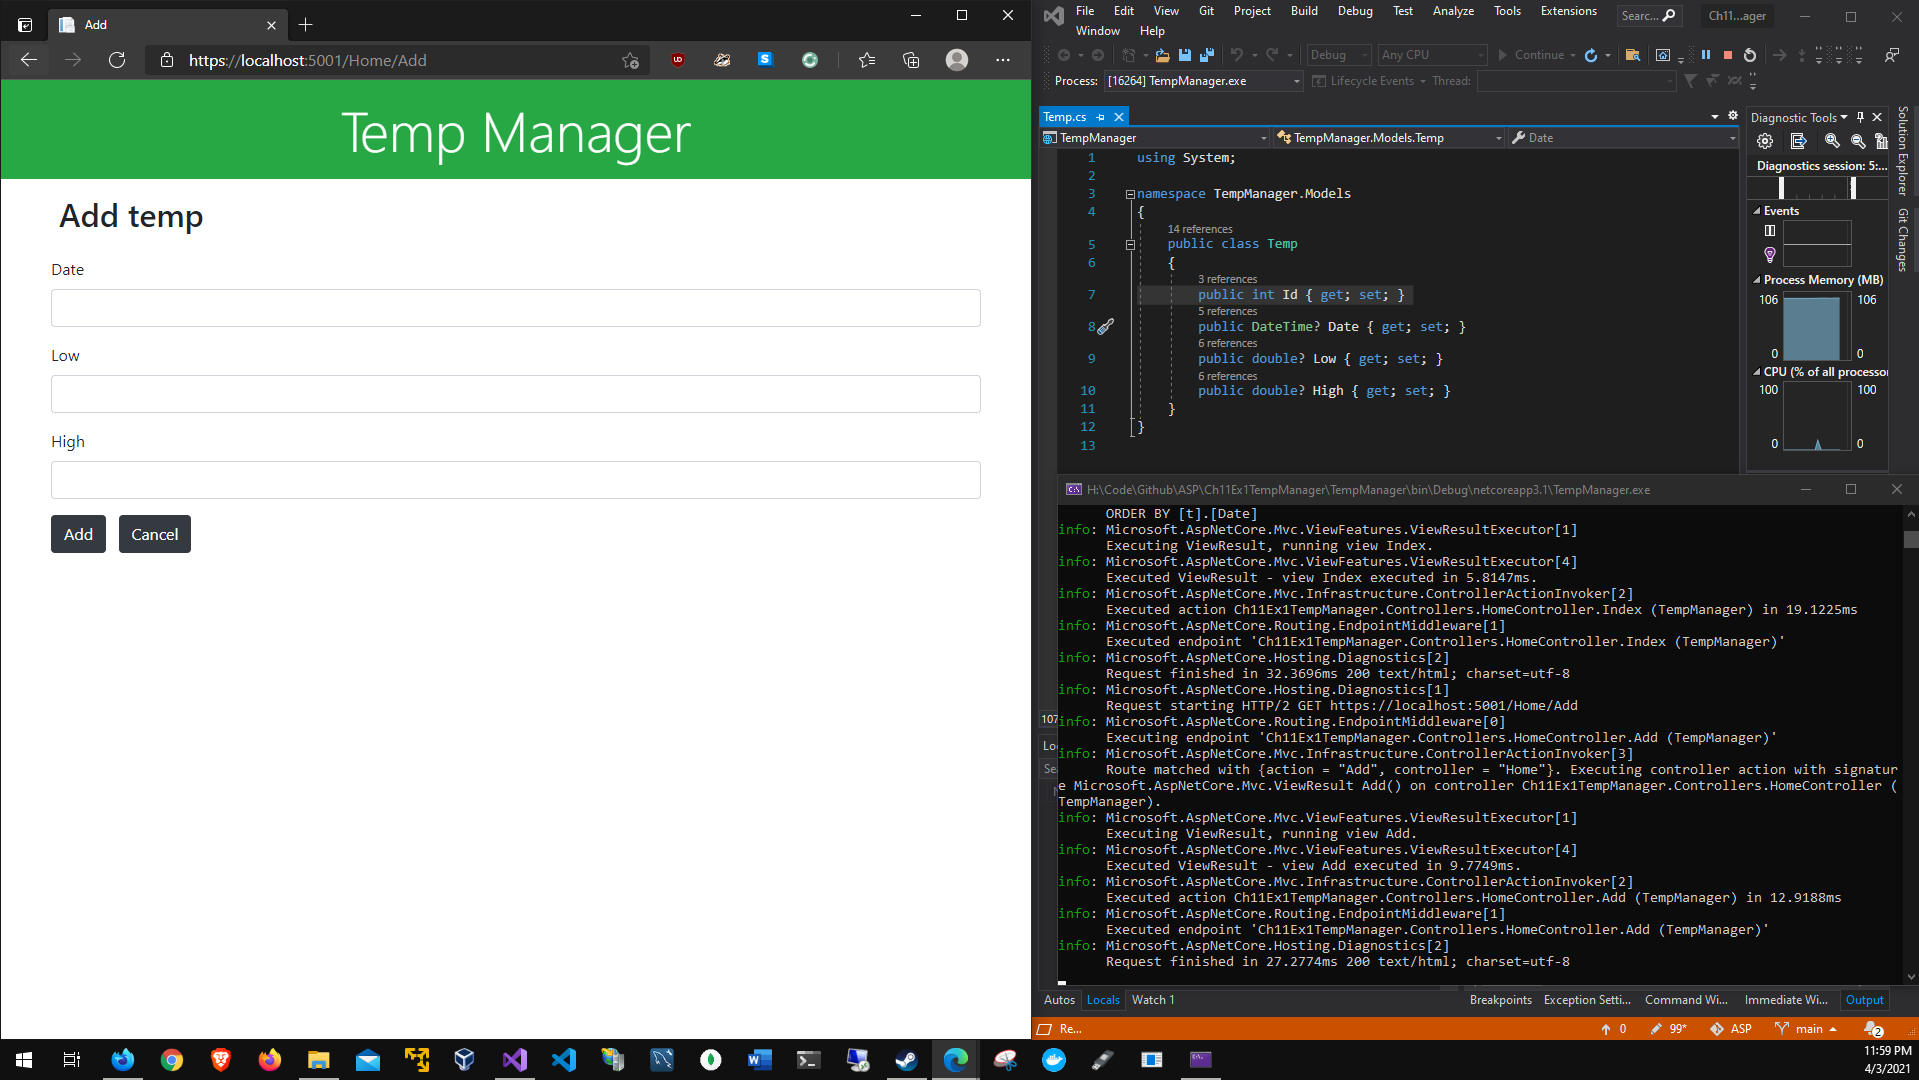 Add
https://localhost:5001/Home/Add
Temp Manager
Add temp
Date
Low
High
Add
Cancel
File Edit View Git Project Build Debug Test Analyze Tools Extensions
Window Help
Searc...
Ch11...ager
Debug
Any CPU
Continue
Process: [16264] TempManager.exe
Lifecycle Events
Thread:
Temp.cs
TempManager
TempManager.Models.Temp
Date
1 using System;
2
3 namespace TempManager.Models
4 {
14 references
5 public class Temp
6 {
3 references
7 public int Id { get; set; }
5 references
8 public DateTime? Date { get; set; }
6 references
9 public double? Low { get; set; }
6 references
10 public double? High { get; set; }
11 }
12 }
13
Diagnostic Tools
Diagnostics session: 5:...
Events
Process Memory (MB)
106 106
0 0
CPU (% of all processor
100 100
0 0
Solution Explorer
Git Changes
107
Lo
Se
H:\Code\Github\ASP\Ch11Ex1TempManager\TempManager\bin\Debug\netcoreapp3.1\TempManager.exe
ORDER BY [t].[Date]
info: Microsoft.AspNetCore.Mvc.ViewFeatures.ViewResultExecutor[1]
Executing ViewResult, running view Index.
info: Microsoft.AspNetCore.Mvc.ViewFeatures.ViewResultExecutor[4]
Executed ViewResult - view Index executed in 5.8147ms.
info: Microsoft.AspNetCore.Mvc.Infrastructure.ControllerActionInvoker[2]
Executed action Ch11Ex1TempManager.Controllers.HomeController.Index (TempManager) in 19.1225ms
info: Microsoft.AspNetCore.Routing.EndpointMiddleware[1]
Executed endpoint 'Ch11Ex1TempManager.Controllers.HomeController.Index (TempManager)'
info: Microsoft.AspNetCore.Hosting.Diagnostics[2]
Request finished in 32.3696ms 200 text/html; charset=utf-8
info: Microsoft.AspNetCore.Hosting.Diagnostics[1]
Request starting HTTP/2 GET https://localhost:5001/Home/Add
info: Microsoft.AspNetCore.Routing.EndpointMiddleware[0]
Executing endpoint 'Ch11Ex1TempManager.Controllers.HomeController.Add (TempManager)'
info: Microsoft.AspNetCore.Mvc.Infrastructure.ControllerActionInvoker[3]
Route matched with {action = "Add", controller = "Home"}. Executing controller action with signatur
e Microsoft.AspNetCore.Mvc.ViewResult Add() on controller Ch11Ex1TempManager.Controllers.HomeController (
TempManager).
info: Microsoft.AspNetCore.Mvc.ViewFeatures.ViewResultExecutor[1]
Executing ViewResult, running view Add.
info: Microsoft.AspNetCore.Mvc.ViewFeatures.ViewResultExecutor[4]
Executed ViewResult - view Add executed in 9.7749ms.
info: Microsoft.AspNetCore.Mvc.Infrastructure.ControllerActionInvoker[2]
Executed action Ch11Ex1TempManager.Controllers.HomeController.Add (TempManager) in 12.9188ms
info: Microsoft.AspNetCore.Routing.EndpointMiddleware[1]
Executed endpoint 'Ch11Ex1TempManager.Controllers.HomeController.Add (TempManager)'
info: Microsoft.AspNetCore.Hosting.Diagnostics[2]
Request finished in 27.2774ms 200 text/html; charset=utf-8
Autos Locals Watch 1
Breakpoints Exception Setti... Command Wi... Immediate Wi... Output
Re...
0 99* ASP main 2
11:59 PM
4/3/2021